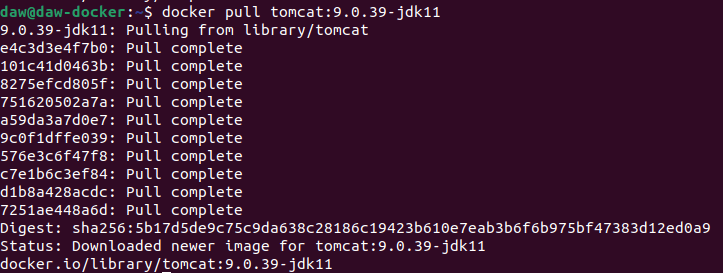 daw@daw-docker:~$ docker pull tomcat:9.0.39-jdk11
9.0.39-jdk11: Pulling from library/tomcat
e4c3d3e4f7b0: Pull complete
101c41d0463b: Pull complete
8275efcd805f: Pull complete
751620502a7a: Pull complete
a59da3a7d0e7: Pull complete
9c0f1dffe039: Pull complete
576e3c6f47f8: Pull complete
c7e1b6c3ef84: Pull complete
d1b8a428acdc: Pull complete
7251ae448a6d: Pull complete
Digest: sha256:5b17d5de9c75c9da638c28186c19423b610e7eab3b6f6b975bf47383d12ed0a9
Status: Downloaded newer image for tomcat:9.0.39-jdk11
docker.io/library/tomcat:9.0.39-jdk11